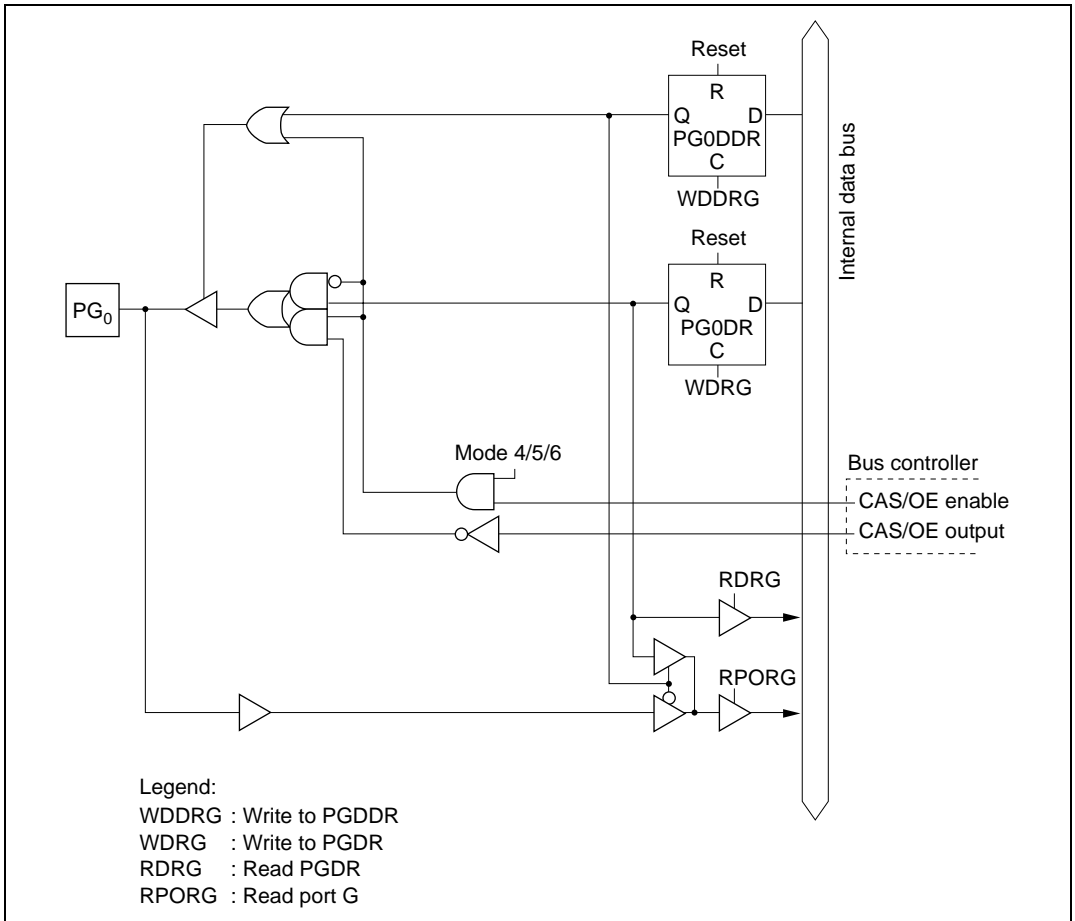 Reset
R
Q D
PG0DDR
C
WDDRG
Internal data bus
Reset
R
Q D
PG0DR
C
WDRG
PG0
Mode 4/5/6
Bus controller
CAS/OE enable
CAS/OE output
RDRG
RPORG
Legend:
WDDRG : Write to PGDDR
WDRG : Write to PGDR
RDRG : Read PGDR
RPORG : Read port G